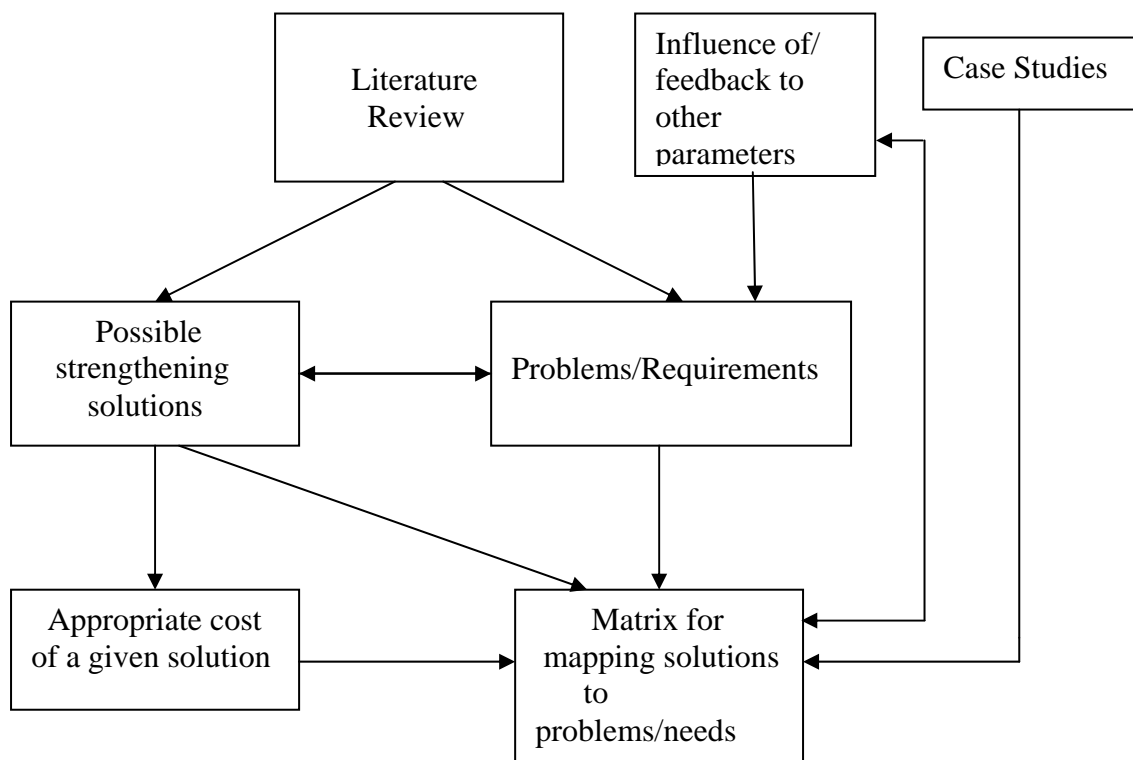 Literature
Review
Influence of/
feedback to
other
parameters
Case Studies
Possible
strengthening
solutions
Problems/Requirements
Appropriate cost
of a given solution
Matrix for
mapping solutions
to
problems/needs